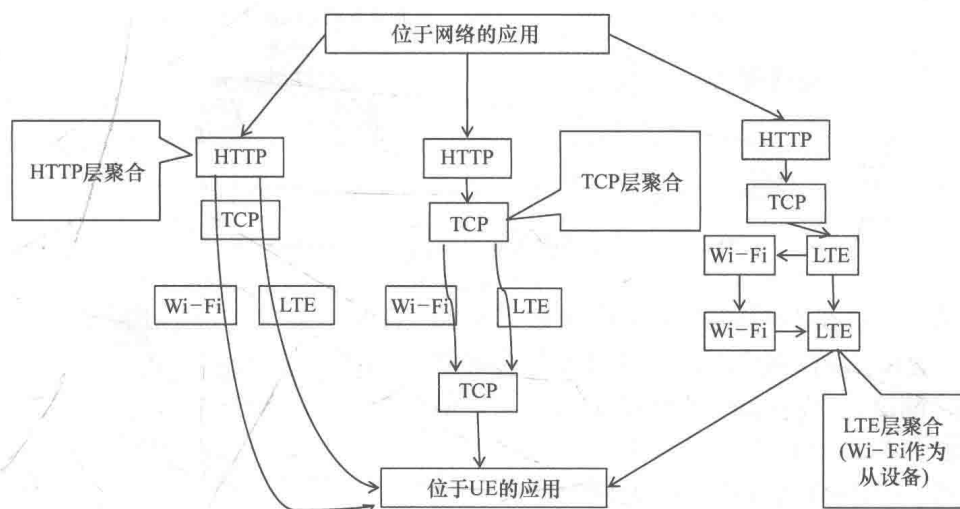 位于网络的应用
HTTP层聚合
HTTP
TCP
Wi-Fi
LTE
HTTP
TCP
TCP层聚合
Wi-Fi
LTE
TCP
HTTP
TCP
Wi-Fi
LTE
Wi-Fi
LTE
LTE层聚合
(Wi-Fi作为
从设备)
位于UE的应用